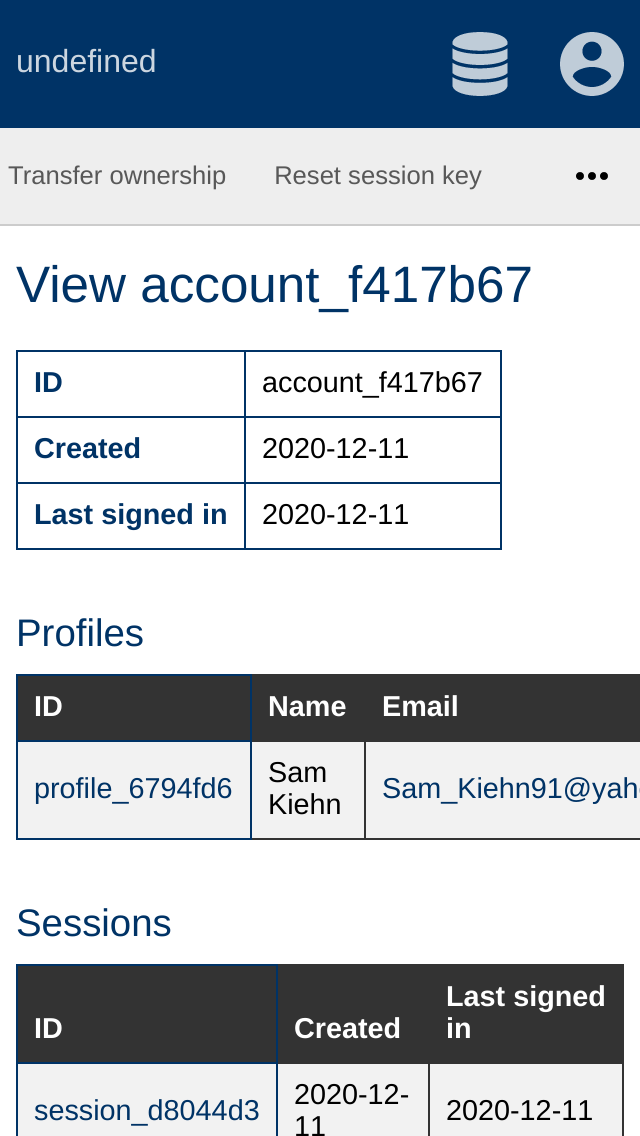 undefined
Transfer ownership Reset session key •••
View account_f417b67
ID account_f417b67
Created 2020-12-11
Last signed in 2020-12-11
Profiles
ID Name Email
profile_6794fd6 Sam Kiehn Sam_Kiehn91@yah
Sessions
ID Created Last signed in
session_d8044d3 2020-12-11 2020-12-11